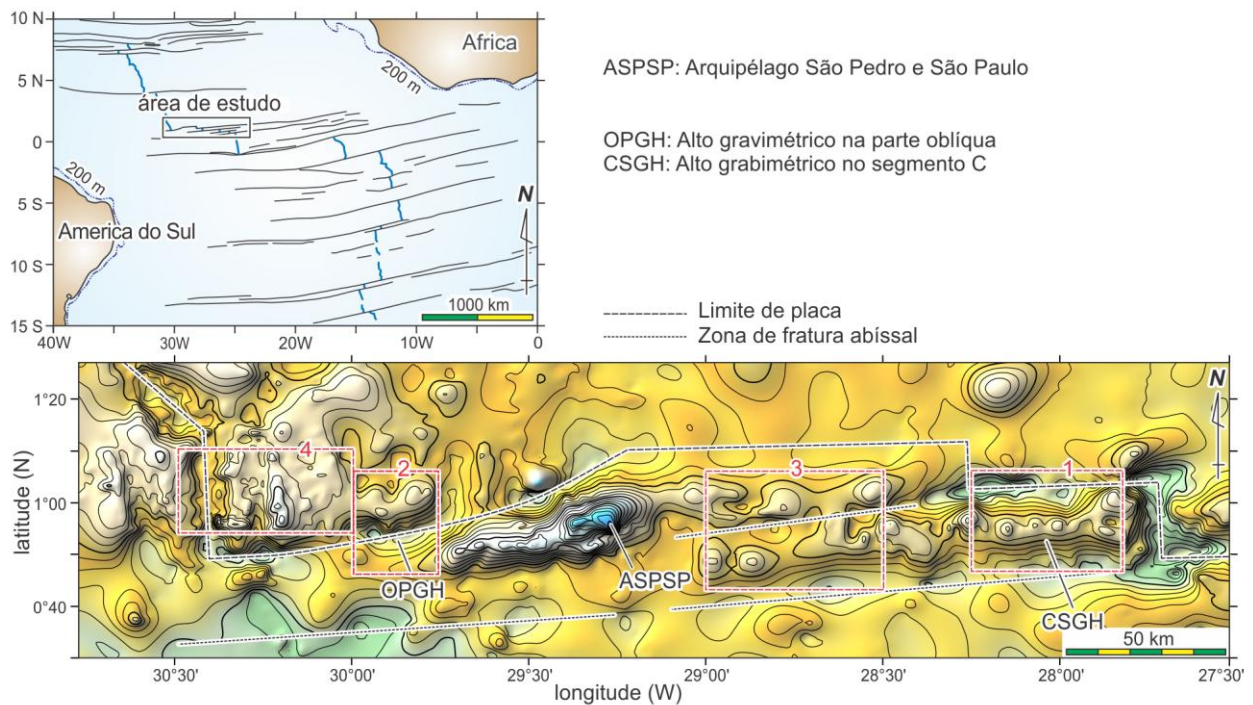 10 N
5 N
0
5 S
10 S
15 S
40W
30W
20W
10W
0
Africa
200 m
área de estudo
200 m
America do Sul
N
1000 km
ASPSP: Arquipélago São Pedro e São Paulo
OPGH: Alto gravimétrico na parte oblíqua
CSGH: Alto grabimétrico no segmento C
Limite de placa
Zona de fratura abíssal
1°20
1°00
0°40
latitude (N)
4
2
3
1
N
OPGH
ASPSP
CSGH
50 km
30°30
30°00
29°30
29°00
28°30
28°00
27°30
longitude (W)